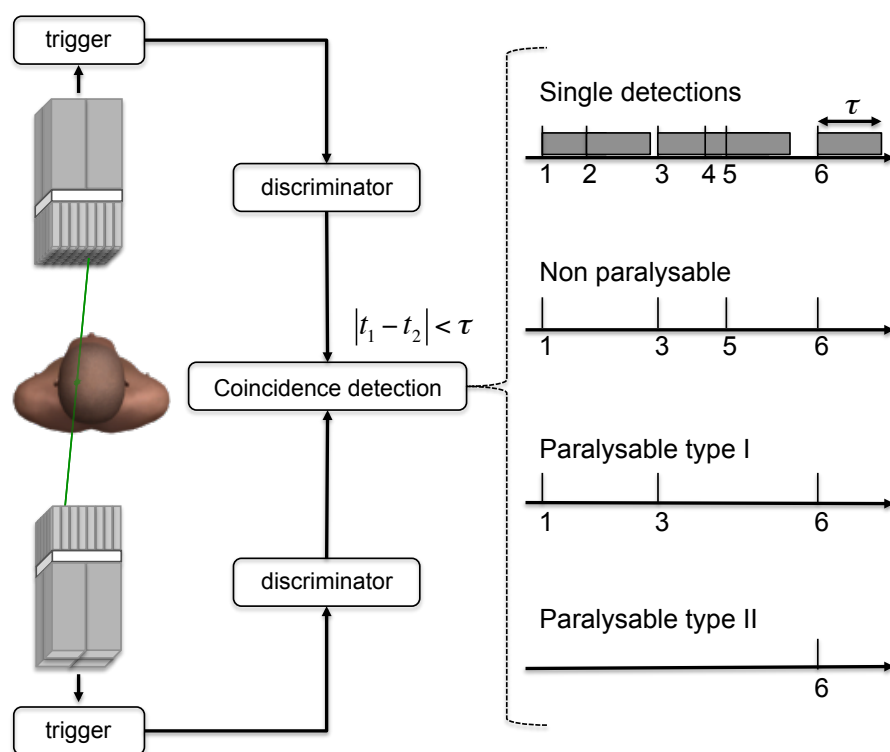 trigger
discriminator
|t₁ − t₂| < τ
Coincidence detection
discriminator
trigger
Single detections
τ
1 2 3 4 5 6
Non paralysable
1 3 5 6
Paralysable type I
1 3 6
Paralysable type II
6